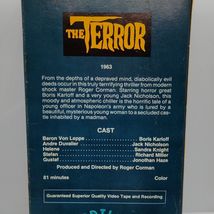 THE TERROR
1963
From the depths of a depraved mind, diabolically evil
deeds occur in this truly terrifying thriller from modern
shock master Roger Corman. Starring horror great
Boris Karloff and a very young Jack Nicholson, this
moody and atmospheric chiller is the horrific tale of a
young officer in Napoleon's army who is lured by a
beautiful, mysterious young woman to a secluded cas-
tle inhabited by a madman.
CAST
Baron Von Leppe Boris Karloff
Andre Duvalier Jack Nicholson
Helene Sandra Knight
Stefan Richard Miller
Gustaf Jonathan Haze
Produced and Directed by Roger Corman
81 minutes Color
Guaranteed Superior Quality Video Tape and Recording